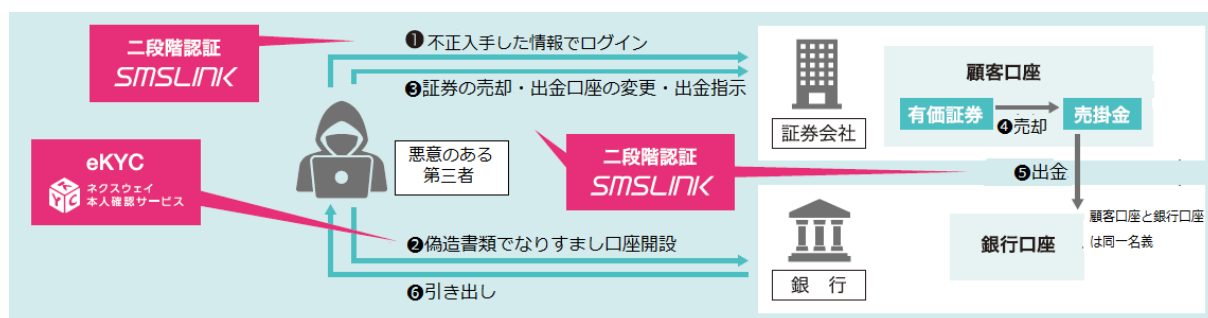 二段階認証
SMSLINK
❶不正入手した情報でログイン
❸証券の売却・出金口座の変更・出金指示
顧客口座
有価証券
❹売却
売掛金
証券会社
悪意のある
第三者
二段階認証
SMSLINK
❺出金
eKYC
KYC
ネクスウェイ
本人確認サービス
❷偽造書類でなりすまし口座開設
❻引き出し
銀 行
銀行口座
顧客口座と銀行口座
は同一名義